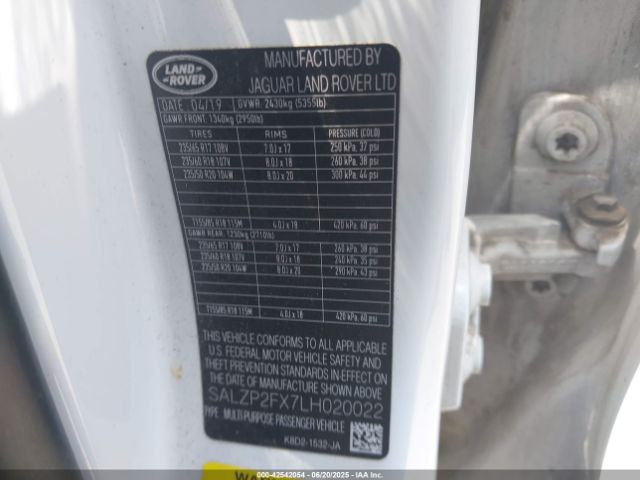 LAND ROVER
MANUFACTURED BY
JAGUAR LAND ROVER LTD
DATE 04/19 GVWR 2430kg (5355lb)
GAWR FRONT 1340kg (2950lb)
TIRES RIMS PRESSURE (COLD)
235/65 R17 108V 7.0J x 17 250 kPa, 37 psi
235/60 R18 107V 8.0J x 18 260 kPa, 38 psi
235/50 R20 104W 8.0J x 20 300 kPa, 44 psi
T155/85 R18 115M 4.0J x 18 420 kPa, 60 psi
GAWR REAR 1230kg (2710lb)
235/65 R17 108V 7.0J x 17 260 kPa, 38 psi
235/60 R18 107V 8.0J x 18 240 kPa, 35 psi
235/50 R20 104W 8.0J x 20 290 kPa, 43 psi
T155/85 R18 115M 4.0J x 18 420 kPa, 60 psi
THIS VEHICLE CONFORMS TO ALL APPLICABLE
U.S. FEDERAL MOTOR VEHICLE SAFETY AND
THEFT PREVENTION STANDARDS IN EFFECT ON
THE DATE OF MANUFACTURE SHOWN ABOVE
SALZP2FX7LH020022
TYPE MULTI-PURPOSE PASSENGER VEHICLE
K8D2-1532-JA
IMAGE #: 42542054 - 06/20/2025 - IAA Inc.